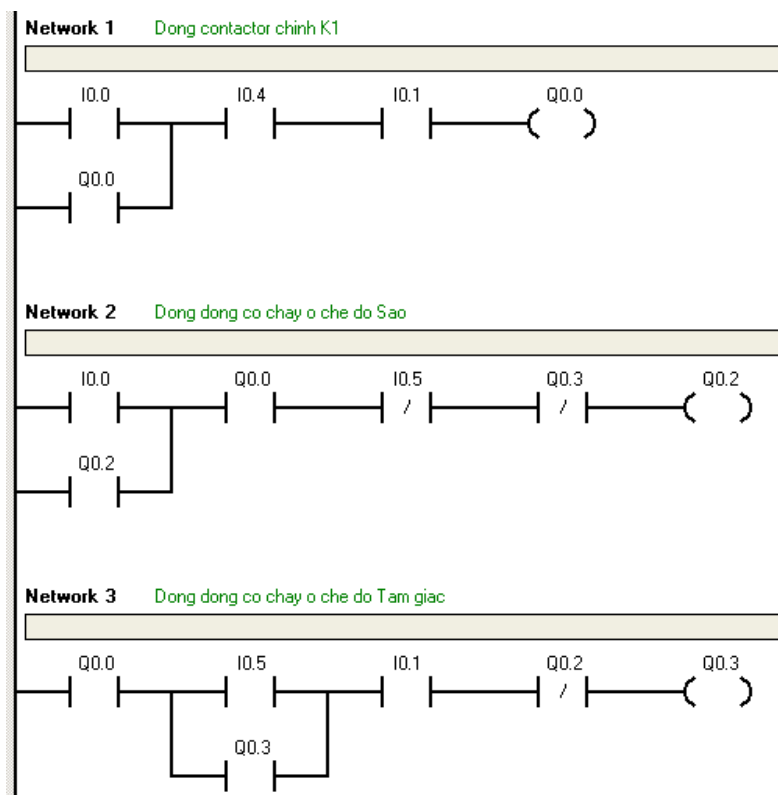 Network 1 Dong contactor chinh K1
I0.0 I0.4 I0.1 Q0.0
Q0.0
Network 2 Dong dong co chay o che do Sao
I0.0 Q0.0 I0.5 Q0.3 Q0.2
Q0.2
Network 3 Dong dong co chay o che do Tam giac
Q0.0 I0.5 I0.1 Q0.2 Q0.3
Q0.3